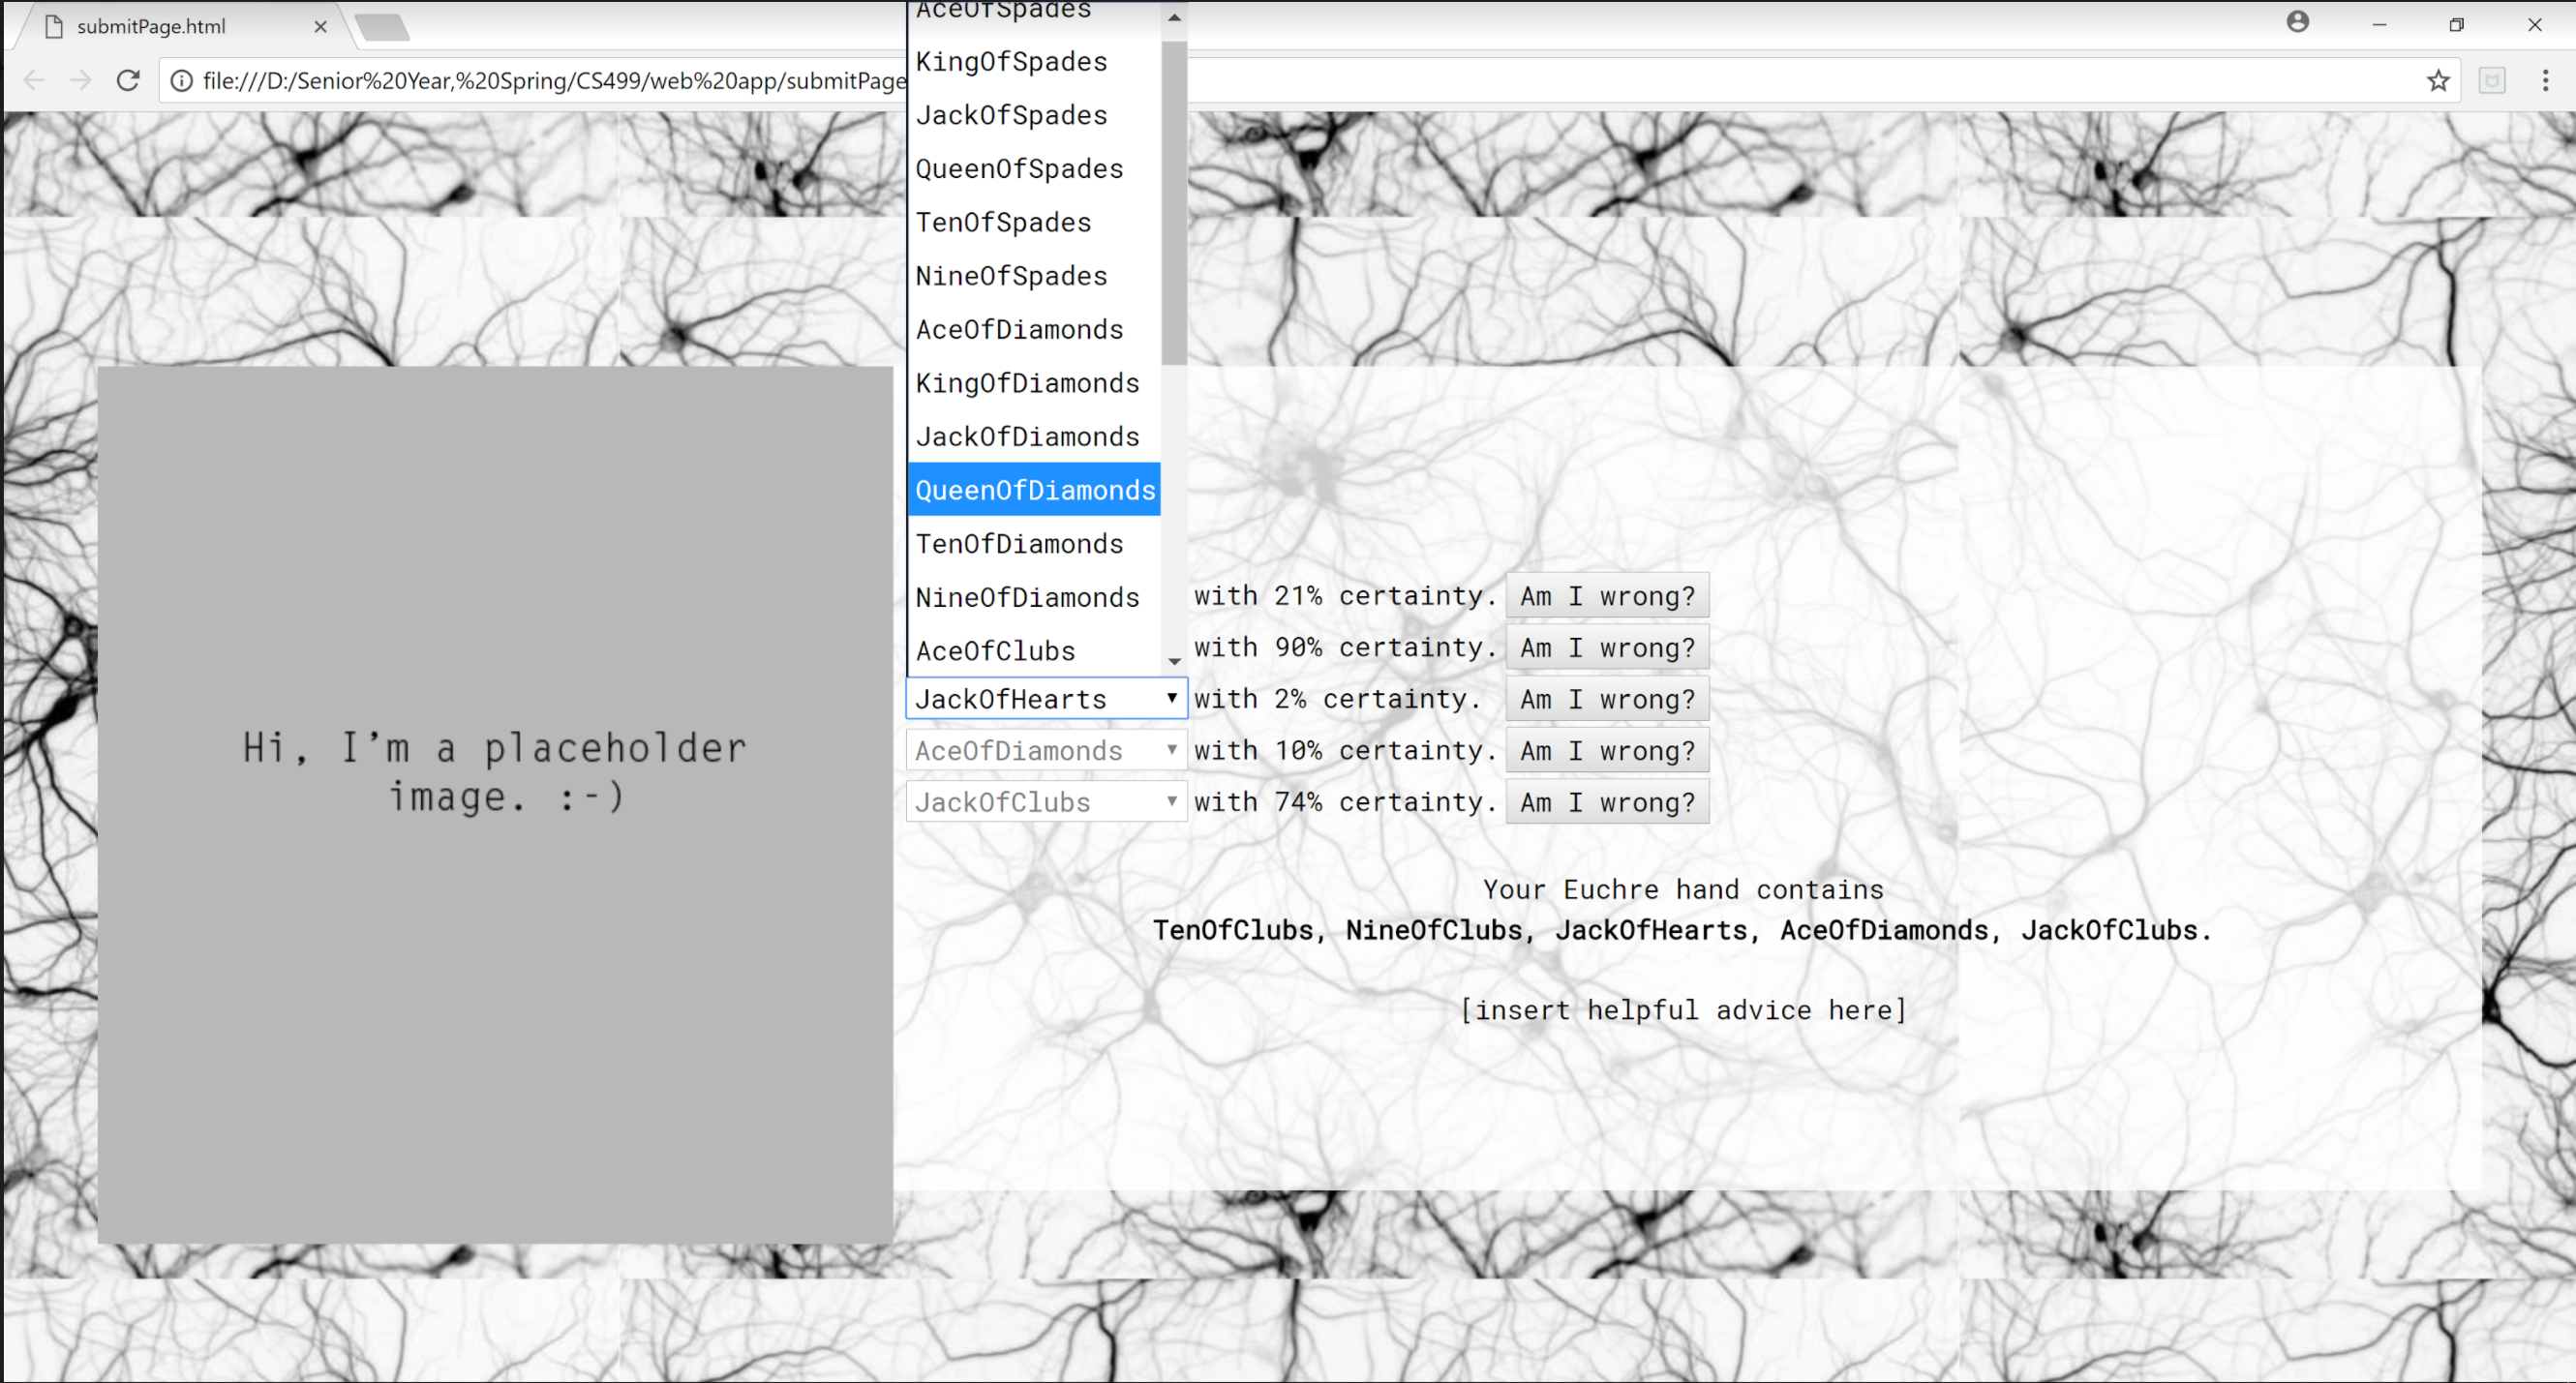 submitPage.html
file:///D:/Senior%20Year,%20Spring/CS499/web%20app/submitPage
AceOfSpades
KingOfSpades
JackOfSpades
QueenOfSpades
TenOfSpades
NineOfSpades
AceOfDiamonds
KingOfDiamonds
JackOfDiamonds
QueenOfDiamonds
TenOfDiamonds
NineOfDiamonds
AceOfClubs
with 21% certainty. Am I wrong?
with 90% certainty. Am I wrong?
JackOfHearts with 2% certainty. Am I wrong?
AceOfDiamonds with 10% certainty. Am I wrong?
JackOfClubs with 74% certainty. Am I wrong?
Hi, I'm a placeholder
image. :-)
Your Euchre hand contains
TenOfClubs, NineOfClubs, JackOfHearts, AceOfDiamonds, JackOfClubs.
[insert helpful advice here]